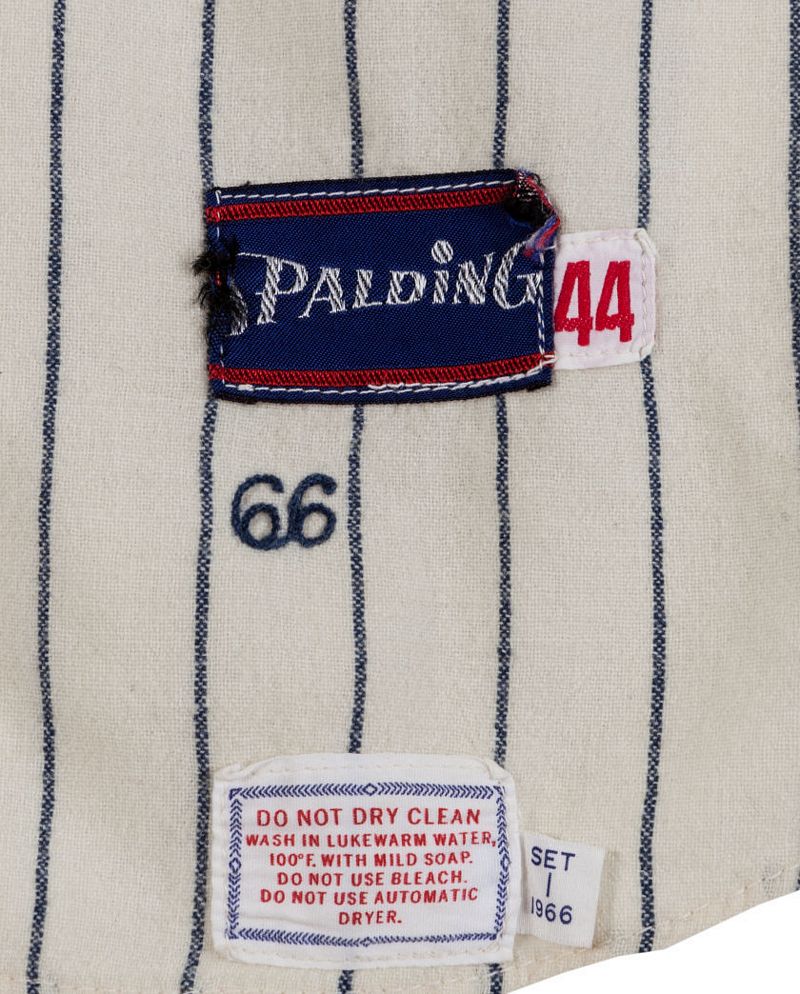 SPALDING
44
66
DO NOT DRY CLEAN
WASH IN LUKEWARM WATER,
100°F. WITH MILD SOAP.
DO NOT USE BLEACH.
DO NOT USE AUTOMATIC
DRYER.
SET
1
1966